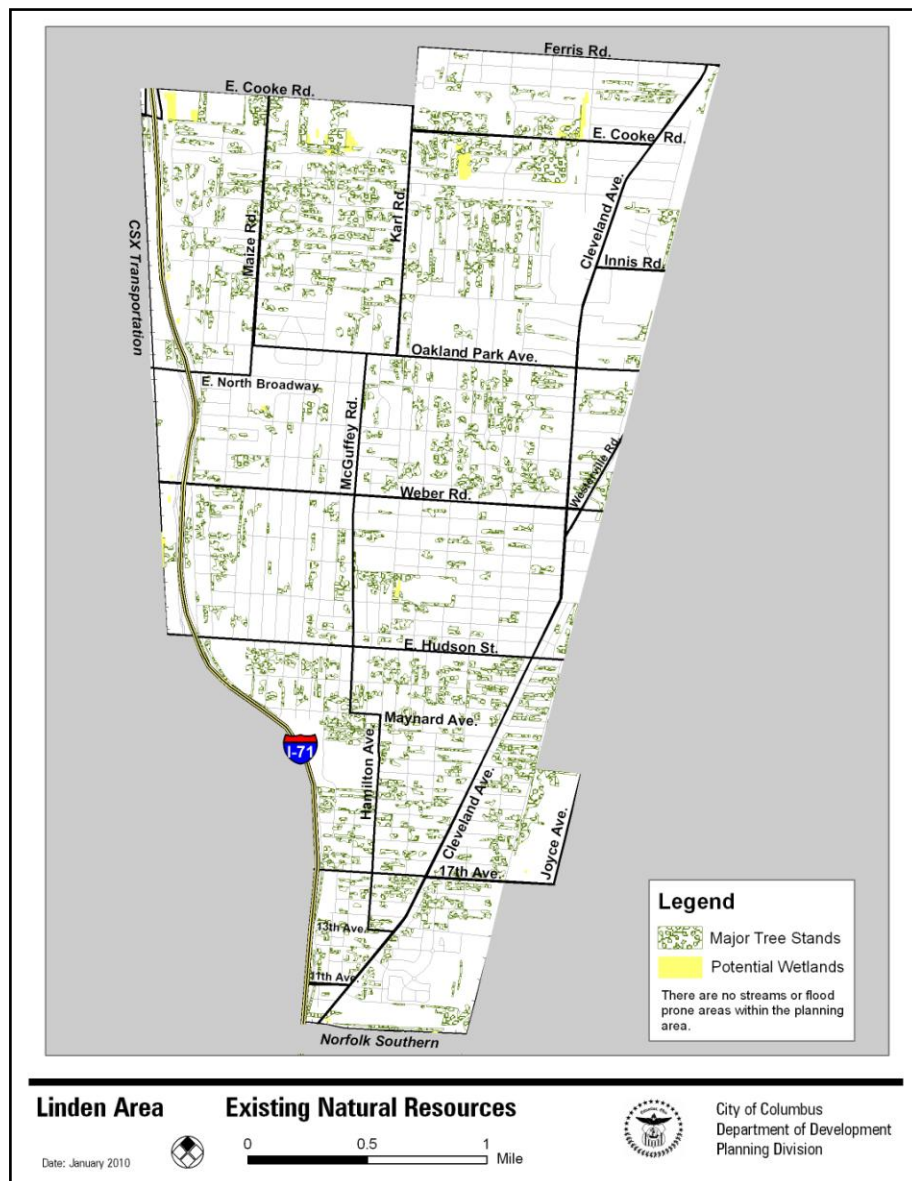 Ferris Rd.
E. Cooke Rd.
E. Cooke Rd.
Karl Rd.
Maize Rd.
Cleveland Ave.
CSX Transportation
Innis Rd.
Oakland Park Ave.
E. North Broadway
McGuffey Rd.
Westerville Rd.
Weber Rd.
E. Hudson St.
Maynard Ave.
I-71
Hamilton Ave.
Cleveland Ave.
Joyce Ave.
17th Ave.
13th Ave.
11th Ave.
Norfolk Southern
Legend
Major Tree Stands
Potential Wetlands
There are no streams or flood
prone areas within the planning
area.
Linden Area
Existing Natural Resources
Date: January 2010
0 0.5 1
Mile
City of Columbus
Department of Development
Planning Division